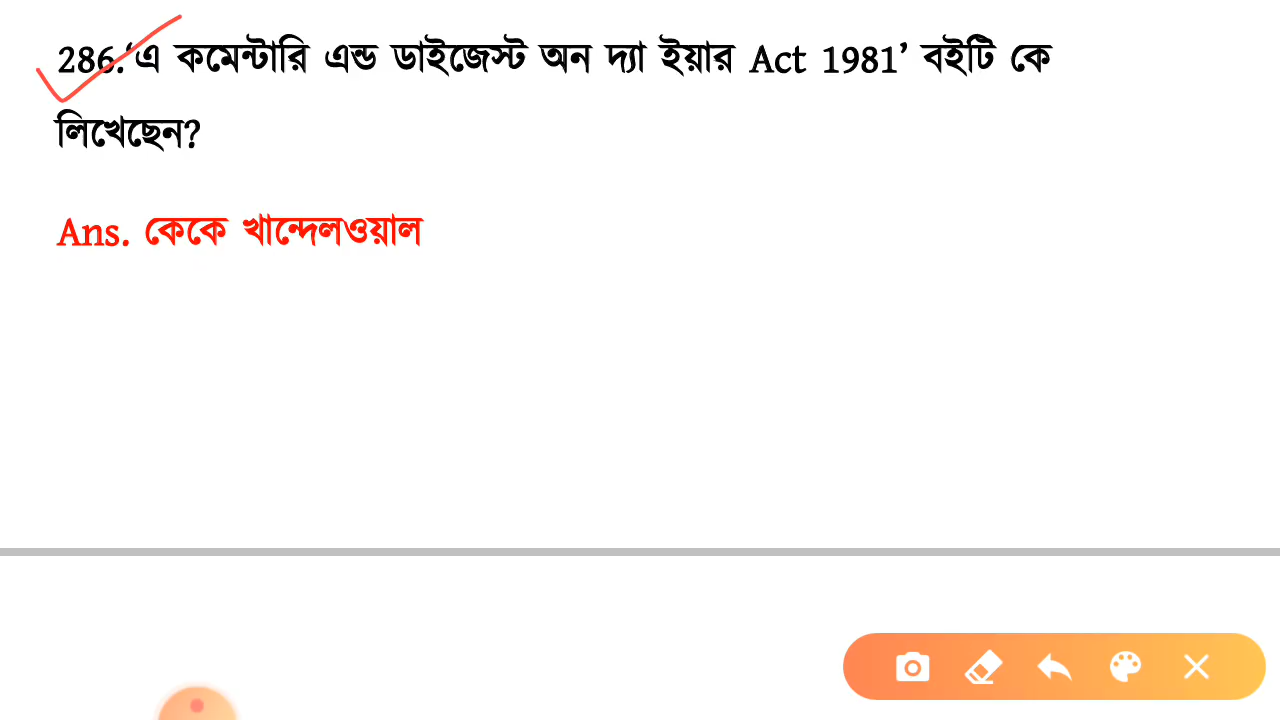 286.‘এ কমেন্টারি এন্ড ডাইজেস্ট অন দ্যা ইয়ার Act 1981’ বইটি কে
লিখেছেন?
Ans. কেকে খান্দেলওয়াল